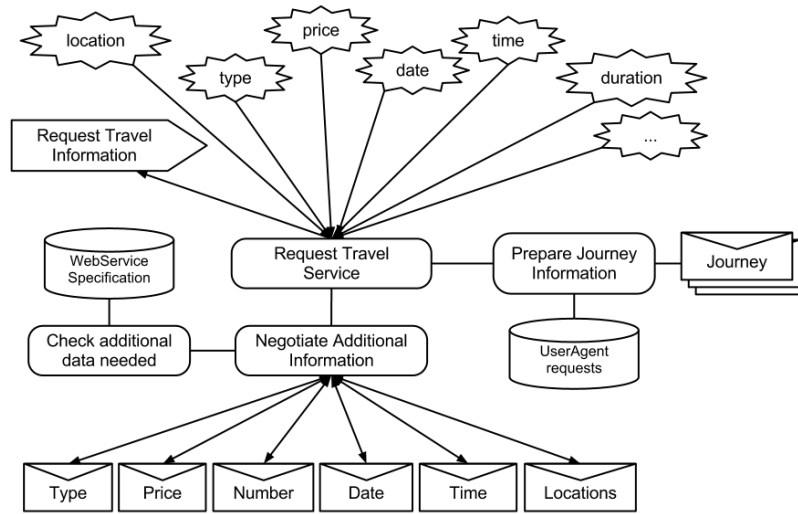 location
type
price
date
time
duration
...
Request Travel
Information
WebService
Specification
Request Travel
Service
Prepare Journey
Information
Journey
Check additional
data needed
Negotiate Additional
Information
UserAgent
requests
Type
Price
Number
Date
Time
Locations